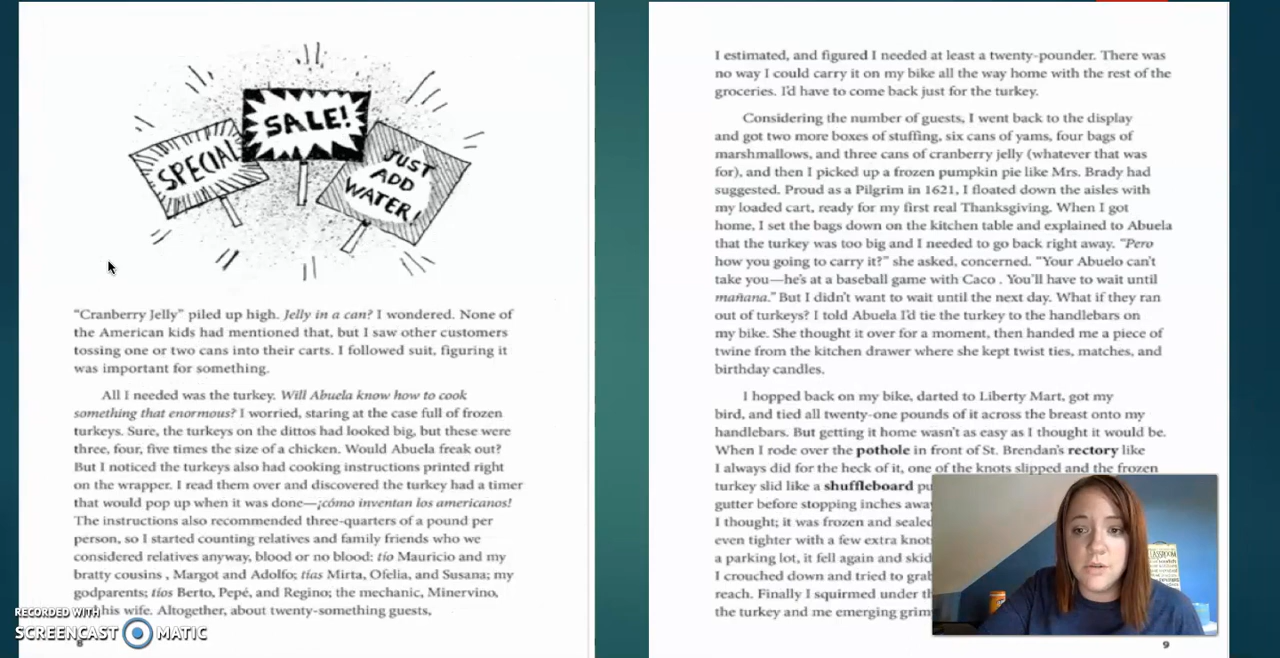 SPECIAL
SALE!
JUST
ADD
WATER!
“Cranberry Jelly” piled up high. Jelly in a can? I wondered. None of
the American kids had mentioned that, but I saw other customers
tossing one or two cans into their carts. I followed suit, figuring it
was important for something.
All I needed was the turkey. Will Abuela know how to cook
something that enormous? I worried, staring at the case full of frozen
turkeys. Sure, the turkeys on the dittos had looked big, but these were
three, four, five times the size of a chicken. Would Abuela freak out?
But I noticed the turkeys also had cooking instructions printed right
on the wrapper. I read them over and discovered the turkey had a timer
that would pop up when it was done—¡cómo inventan los americanos!
The instructions also recommended three-quarters of a pound per
person, so I started counting relatives and family friends who we
considered relatives anyway, blood or no blood: tío Mauricio and my
bratty cousins , Margot and Adolfo; tías Mirta, Ofelia, and Susana; my
godparents; tíos Berto, Pepé, and Regino; the mechanic, Minervino,
his wife. Altogether, about twenty-something guests,
RECORDED WITH
SCREENCAST MATIC
8
I estimated, and figured I needed at least a twenty-pounder. There was
no way I could carry it on my bike all the way home with the rest of the
groceries. I’d have to come back just for the turkey.
Considering the number of guests, I went back to the display
and got two more boxes of stuffing, six cans of yams, four bags of
marshmallows, and three cans of cranberry jelly (whatever that was
for), and then I picked up a frozen pumpkin pie like Mrs. Brady had
suggested. Proud as a Pilgrim in 1621, I floated down the aisles with
my loaded cart, ready for my first real Thanksgiving. When I got
home, I set the bags down on the kitchen table and explained to Abuela
that the turkey was too big and I needed to go back right away. “Pero
how you going to carry it?” she asked, concerned. “Your Abuelo can’t
take you—he’s at a baseball game with Caco . You’ll have to wait until
mañana.” But I didn’t want to wait until the next day. What if they ran
out of turkeys? I told Abuela I’d tie the turkey to the handlebars on
my bike. She thought it over for a moment, then handed me a piece of
twine from the kitchen drawer where she kept twist ties, matches, and
birthday candles.
I hopped back on my bike, darted to Liberty Mart, got my
bird, and tied all twenty-one pounds of it across the breast onto my
handlebars. But getting it home wasn’t as easy as I thought it would be.
When I rode over the pothole in front of St. Brendan’s rectory like
I always did for the heck of it, one of the knots slipped and the frozen
turkey slid like a shuffleboard pu
gutter before stopping inches away
I thought; it was frozen and sealed
even tighter with a few extra knots
a parking lot, it fell again and skid
I crouched down and tried to grab
reach. Finally I squirmed under th
the turkey and me emerging grim
9